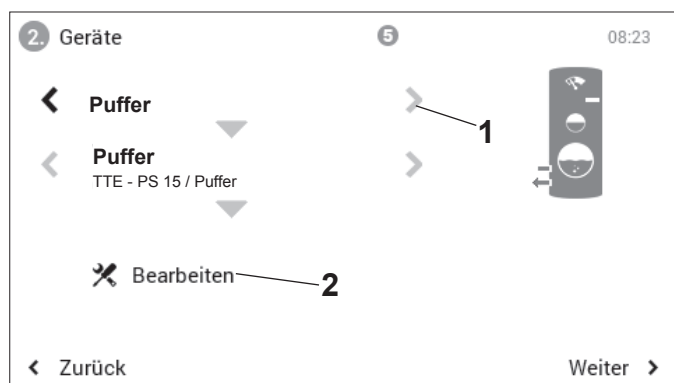 2. Geräte 5 08:23
Puffer
1
Puffer
TTE - PS 15 / Puffer
Bearbeiten
2
Zurück Weiter